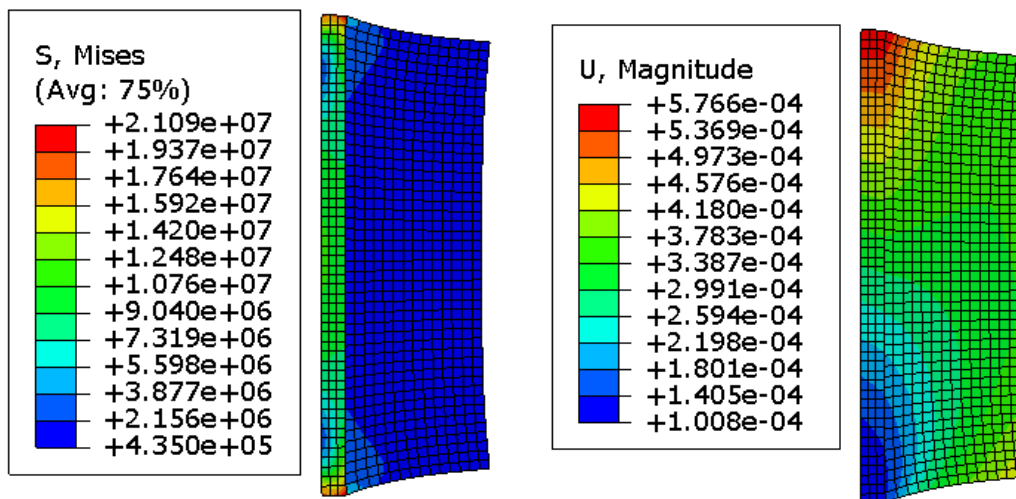 S, Mises
(Avg: 75%)
+2.109e+07
+1.937e+07
+1.764e+07
+1.592e+07
+1.420e+07
+1.248e+07
+1.076e+07
+9.040e+06
+7.319e+06
+5.598e+06
+3.877e+06
+2.156e+06
+4.350e+05
U, Magnitude
+5.766e-04
+5.369e-04
+4.973e-04
+4.576e-04
+4.180e-04
+3.783e-04
+3.387e-04
+2.991e-04
+2.594e-04
+2.198e-04
+1.801e-04
+1.405e-04
+1.008e-04